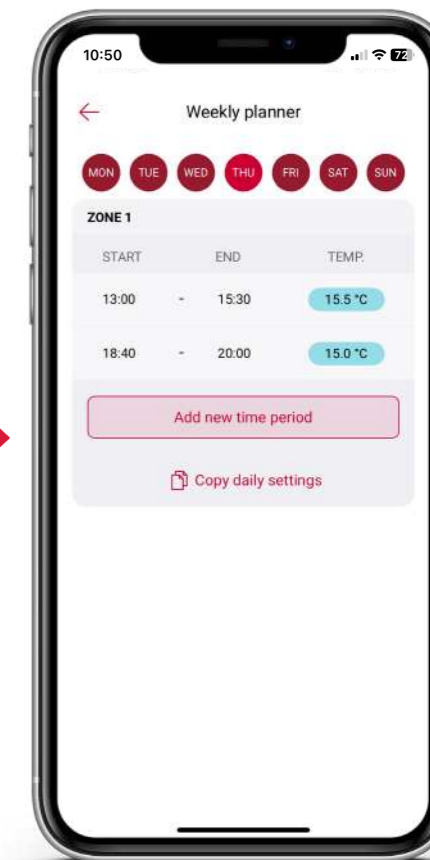 10:50 72
Weekly planner
MON TUE WED THU FRI SAT SUN
ZONE 1
START END TEMP.
13:00 - 15:30 15.5 °C
18:40 - 20:00 15.0 °C
Add new time period
Copy daily settings